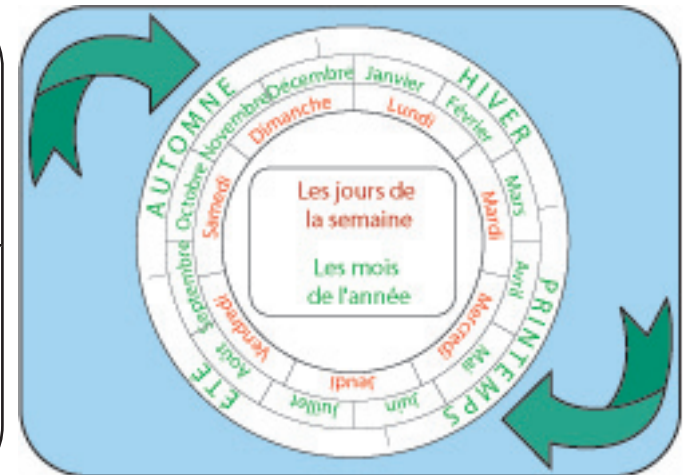 Les jours de
la semaine
Les mois
de l'année
HIVER
PRINTEMPS
ETE
AUTOMNE
Janvier
Février
Mars
Avril
Mai
Juin
Juillet
Août
Septembre
Octobre
Novembre
Décembre
Lundi
Mardi
Mercredi
Jeudi
Vendredi
Samedi
Dimanche